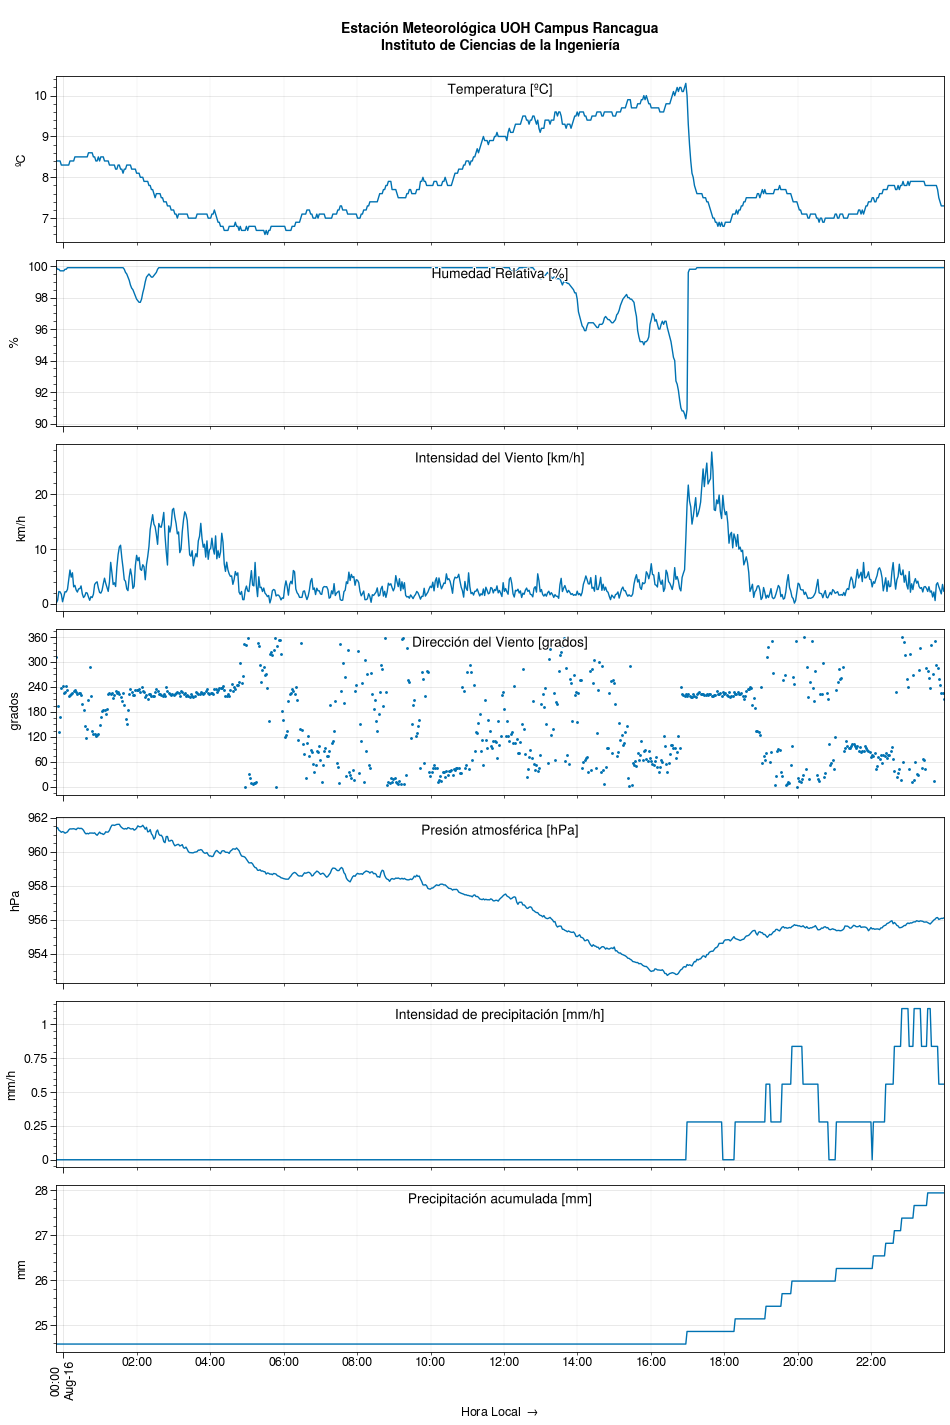 Estación Meteorológica UOH Campus Rancagua
Instituto de Ciencias de la Ingeniería
Temperatura [ºC]
10
9
8
7
ºC
Humedad Relativa [%]
100
98
96
94
92
90
%
Intensidad del Viento [km/h]
20
10
0
km/h
Dirección del Viento [grados]
360
300
240
180
120
60
0
grados
Presión atmosférica [hPa]
962
960
958
956
954
hPa
Intensidad de precipitación [mm/h]
1
0.75
0.5
0.25
0
mm/h
Precipitación acumulada [mm]
28
27
26
25
mm
00:00
Aug-16
02:00
04:00
06:00
08:00
10:00
12:00
14:00
16:00
18:00
20:00
22:00
Hora Local →